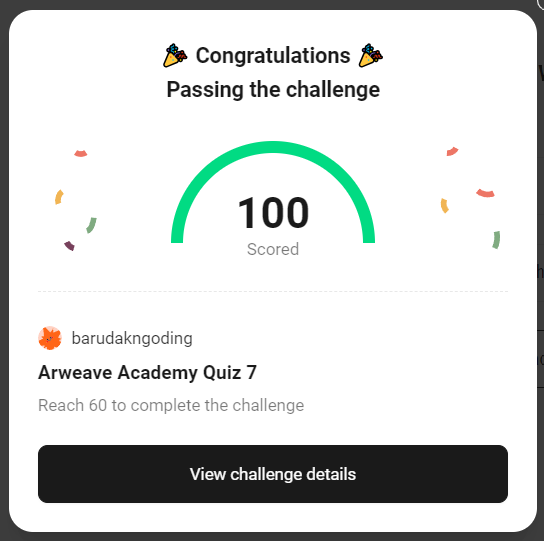 🎉 Congratulations 🎉
Passing the challenge
100
Scored
barudakngoding
Arweave Academy Quiz 7
Reach 60 to complete the challenge
View challenge details